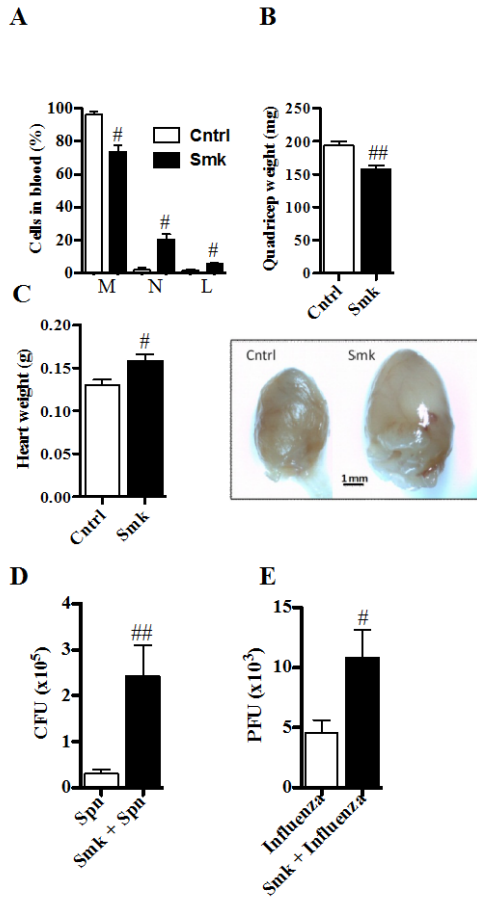 A
B
Cells in blood (%)
100
80
60
40
20
0
#
#
#
Cntrl
Smk
M
N
L
Quadricep weight (mg)
250
200
150
100
50
0
##
Cntrl
Smk
C
Heart weight (g)
0.20
0.15
0.10
0.05
0.00
#
Cntrl
Smk
Cntrl
Smk
1mm
D
E
CFU (x10⁵)
4
3
2
1
0
##
Spn
Smk + Spn
PFU (x10³)
15
10
5
0
#
Influenza
Smk + Influenza